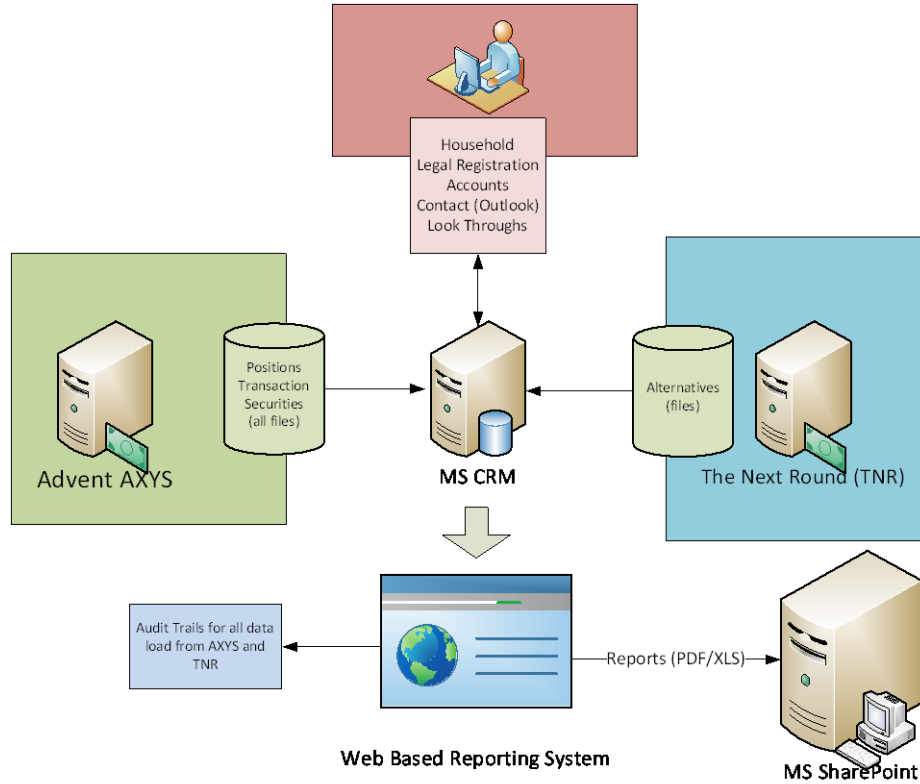 Household
Legal Registration
Accounts
Contact (Outlook)
Look Throughs
Positions
Transaction
Securities
(all files)
Advent AXYS
MS CRM
Alternatives
(files)
The Next Round (TNR)
Audit Trails for all data
load from AXYS and
TNR
Reports (PDF/XLS)
Web Based Reporting System
MS SharePoint